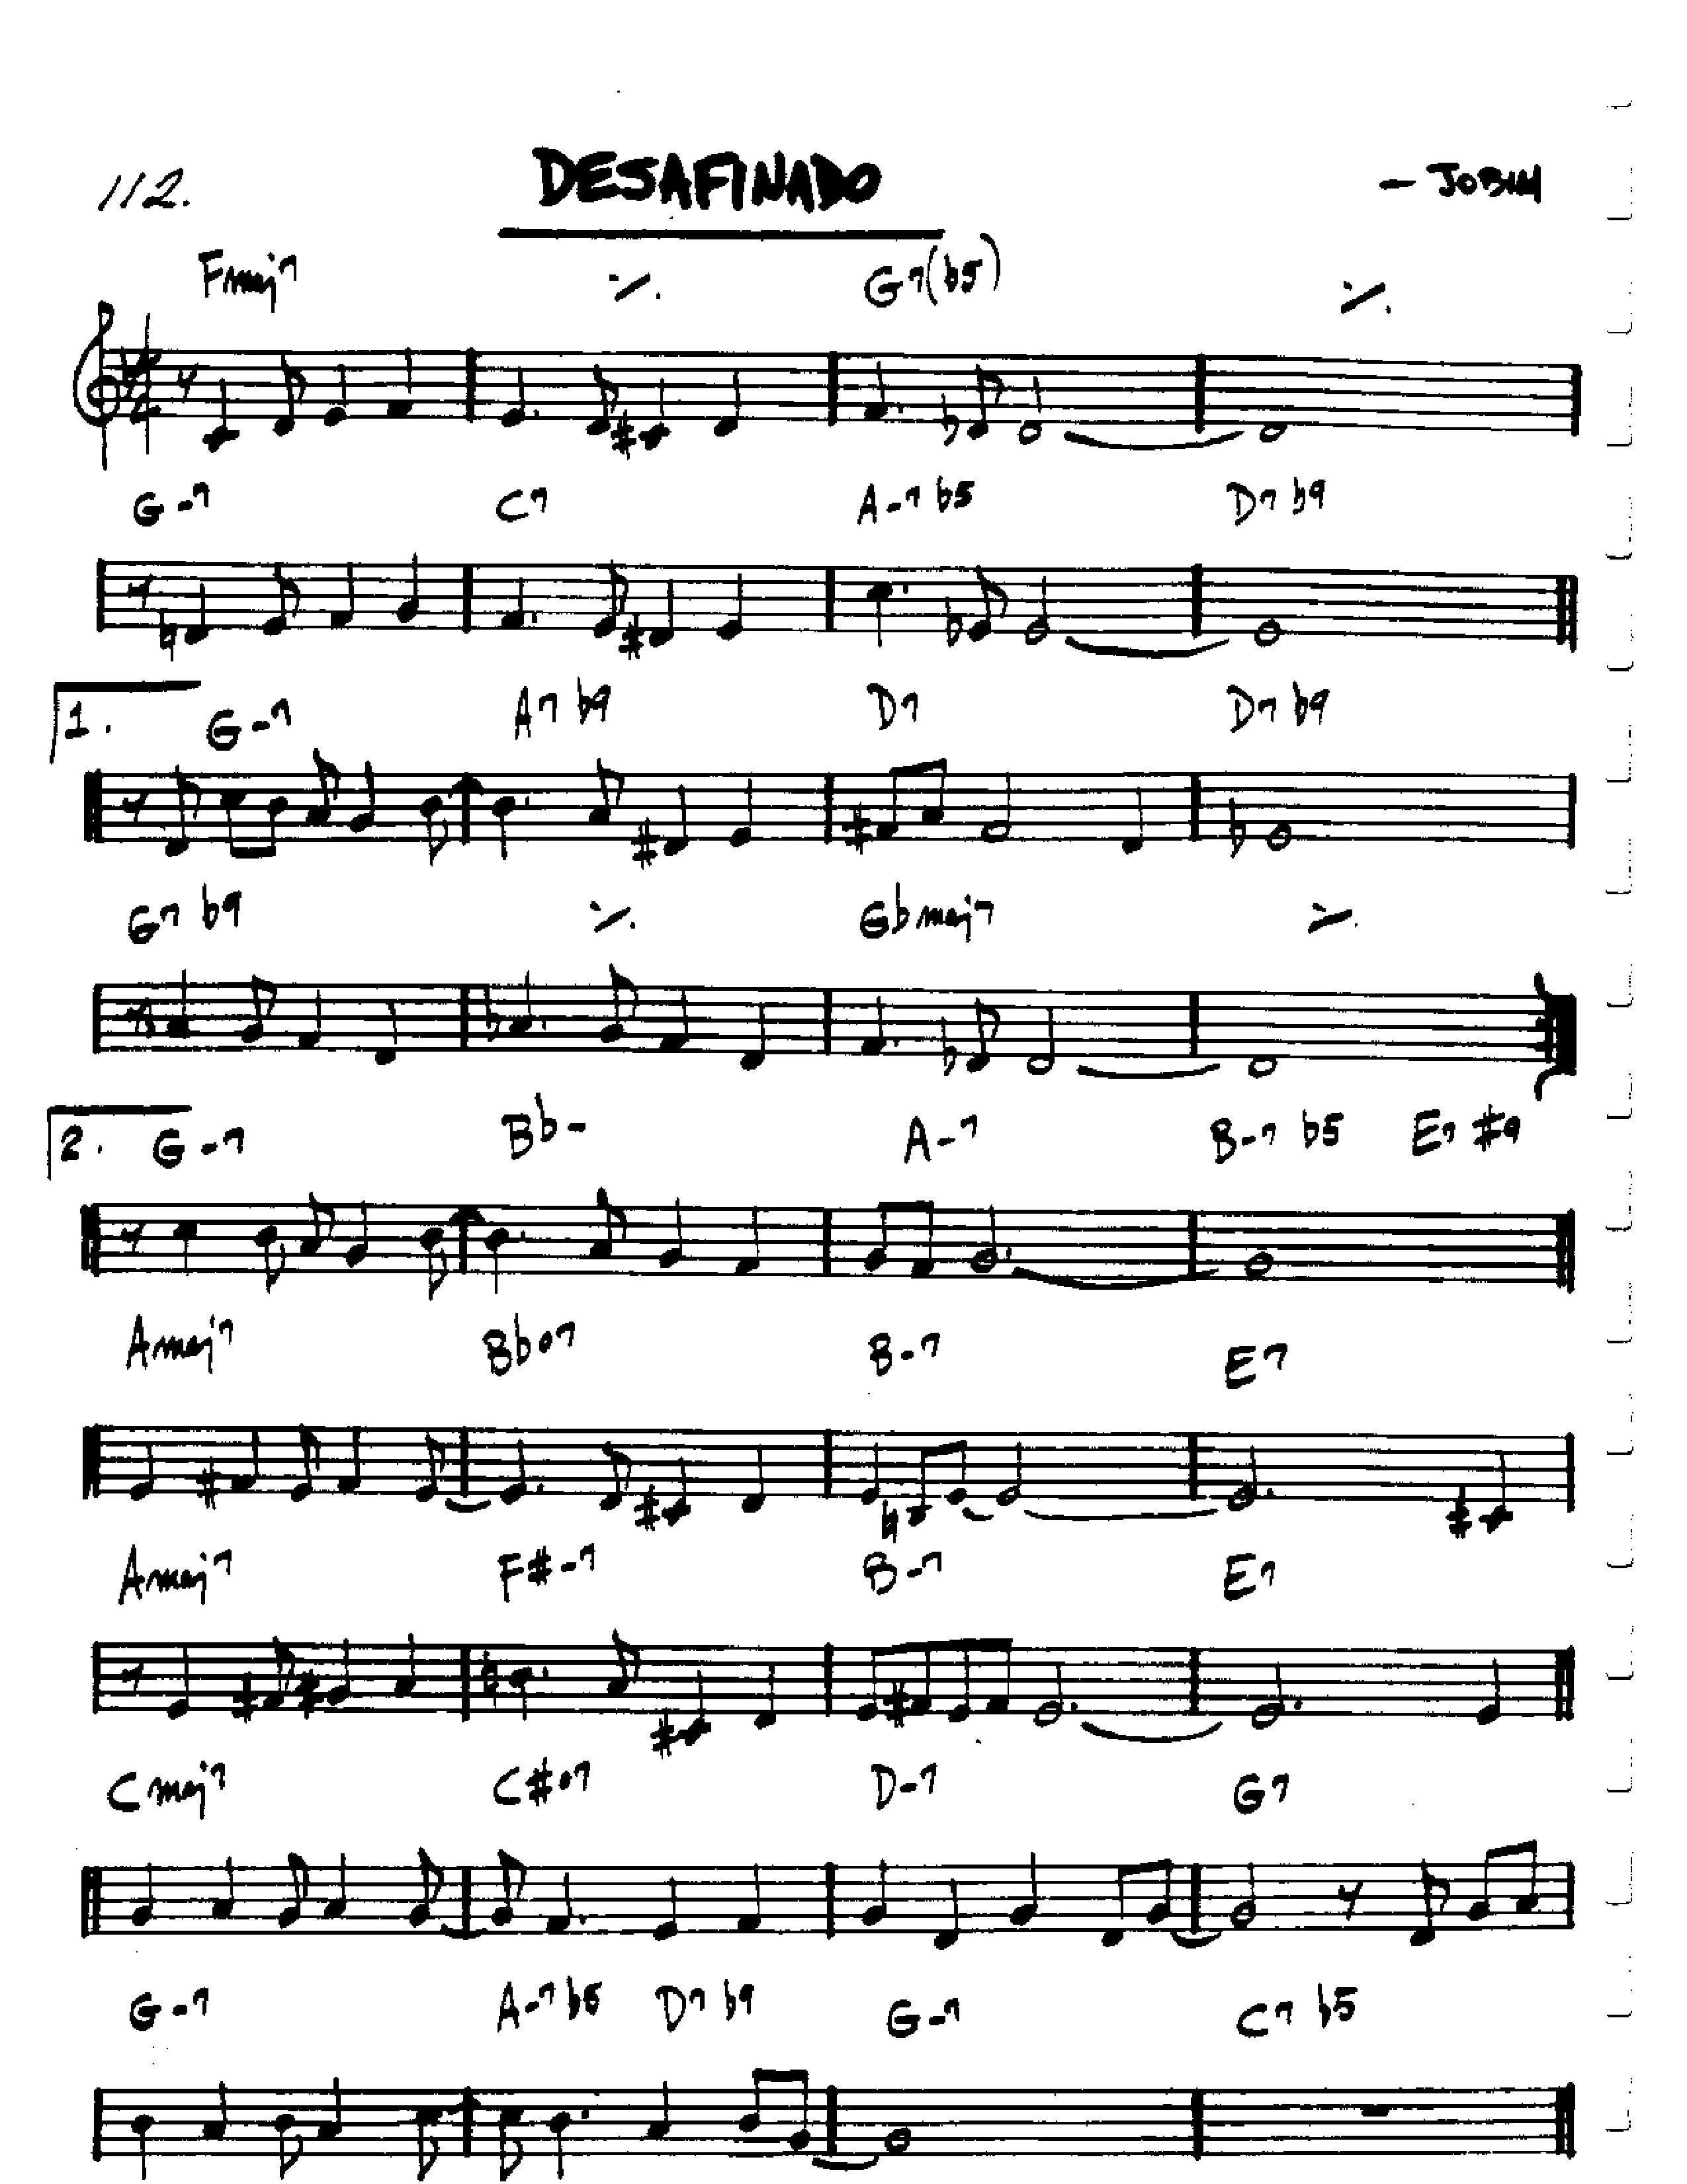 112. DESAFINADO – JOBIM
Fmaj7 ٪ G7(b5) ٪
G-7 C7 A-7 b5 D7 b9
1. G-7 A7 b9 D7 D7 b9
G7 b9 ٪ Gbmaj7 ٪
2. G-7 Bb- A-7 B-7 b5 E7 #9
Amaj7 Bbo7 B-7 E7
Amaj7 F#-7 B-7 E7
Cmaj7 C#o7 D-7 G7
G-7 A-7 b5 D7 b9 G-7 C7 b5